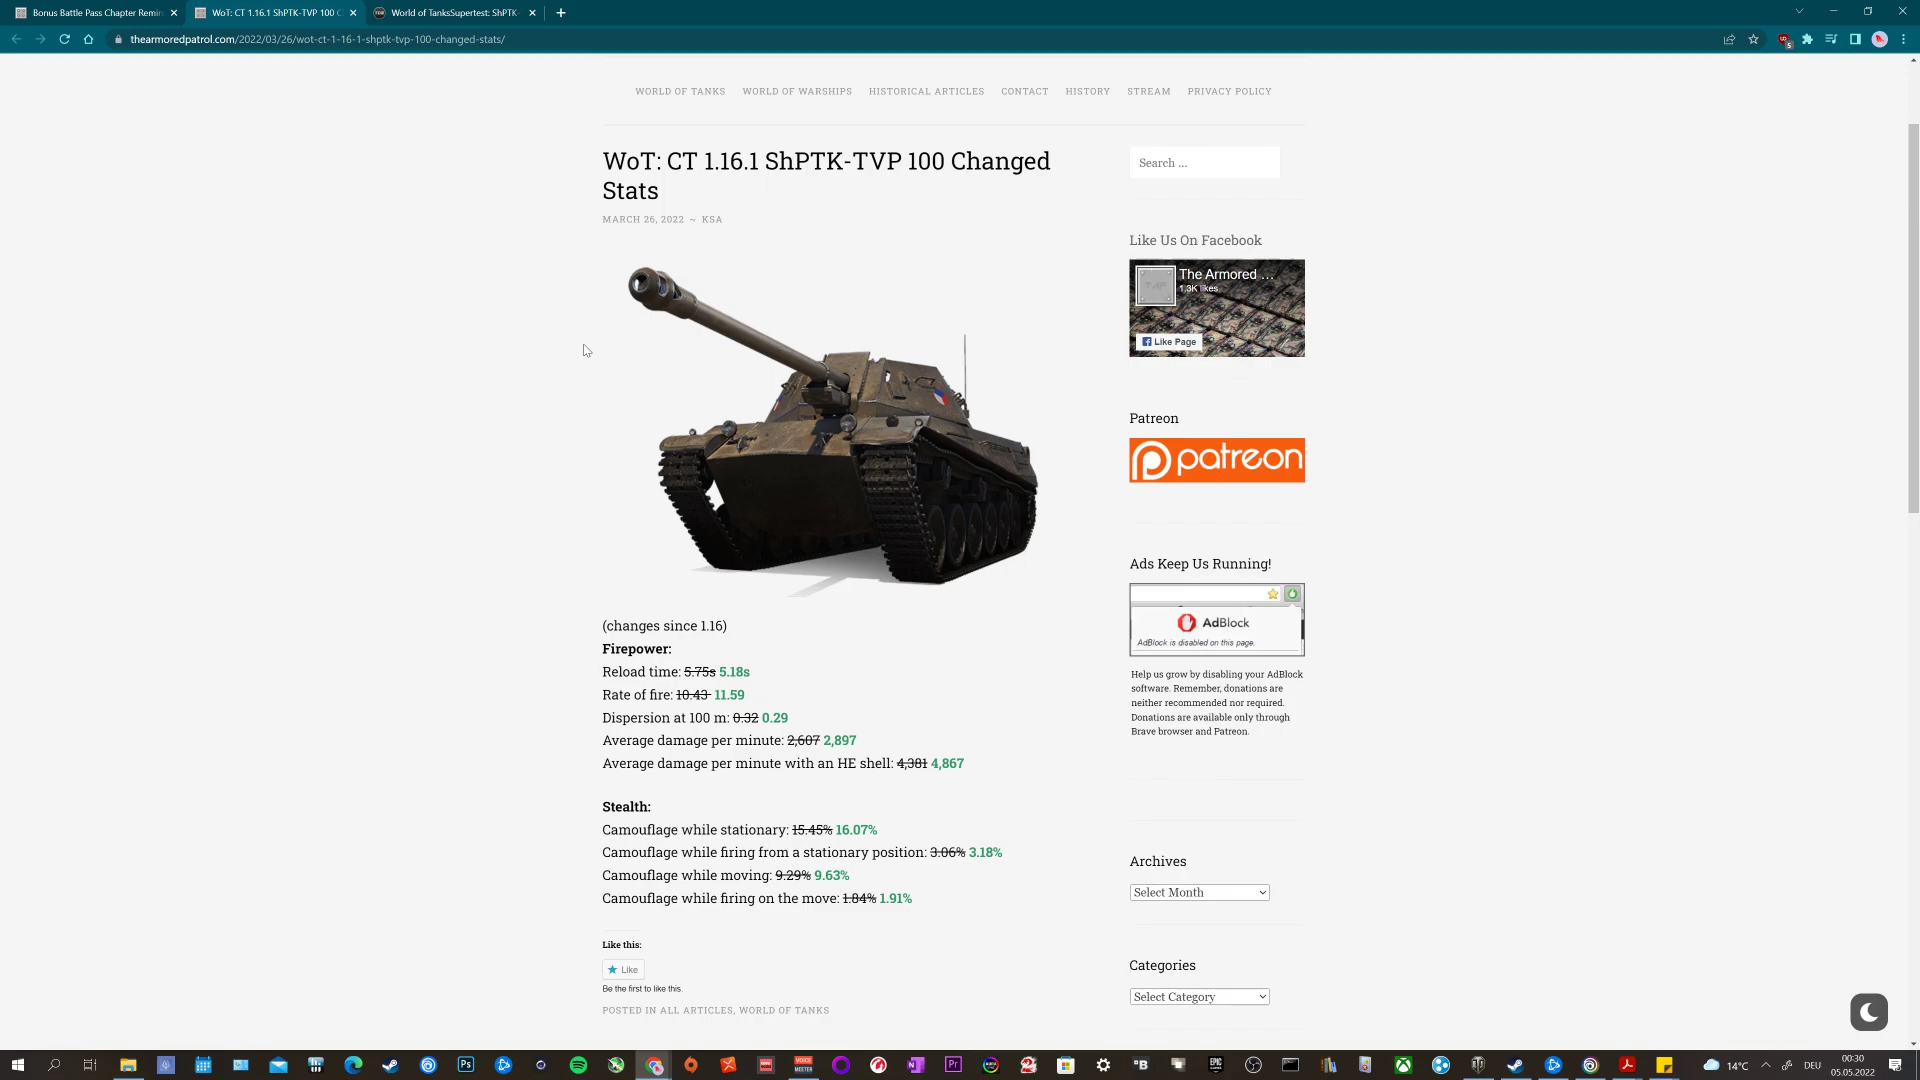 Bonus Battle Pass Chapter Remin
WoT: CT 1.16.1 ShPTK-TVP 100 C
World of TanksSupertest: ShPTK-
thearmoredpatrol.com/2022/03/26/wot-ct-1-16-1-shptk-tvp-100-changed-stats/
WORLD OF TANKS WORLD OF WARSHIPS HISTORICAL ARTICLES CONTACT HISTORY STREAM PRIVACY POLICY
WoT: CT 1.16.1 ShPTK-TVP 100 Changed
Stats
MARCH 26, 2022 ~ KSA
(changes since 1.16)
Firepower:
Reload time: 5.75s 5.18s
Rate of fire: 10.43 11.59
Dispersion at 100 m: 0.32 0.29
Average damage per minute: 2,607 2,897
Average damage per minute with an HE shell: 4,381 4,867
Stealth:
Camouflage while stationary: 15.45% 16.07%
Camouflage while firing from a stationary position: 3.06% 3.18%
Camouflage while moving: 9.29% 9.63%
Camouflage while firing on the move: 1.84% 1.91%
Like this:
Like
Be the first to like this.
POSTED IN ALL ARTICLES, WORLD OF TANKS
Search ...
Like Us On Facebook
The Armored ...
1.3K likes
Like Page
Patreon
patreon
Ads Keep Us Running!
AdBlock
AdBlock is disabled on this page.
Help us grow by disabling your AdBlock
software. Remember, donations are
neither recommended nor required.
Donations are available only through
Brave browser and Patreon.
Archives
Select Month
Categories
Select Category
14°C
DEU
00:30
05.05.2022